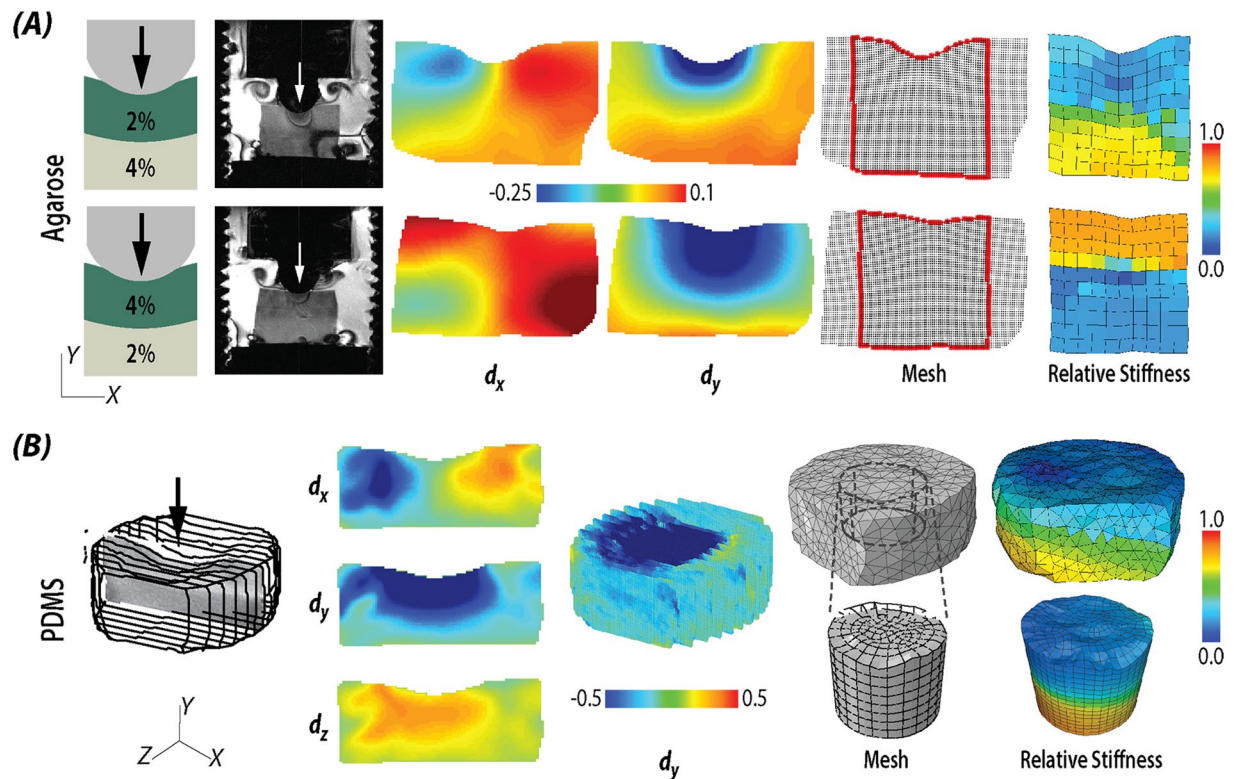 (A)
Agarose
2%
4%
4%
2%
Y
X
-0.25 0.1
1.0
0.0
dx
dy
Mesh
Relative Stiffness
(B)
PDMS
dx
dy
dz
Y
Z
X
-0.5 0.5
dy
1.0
0.0
Mesh
Relative Stiffness